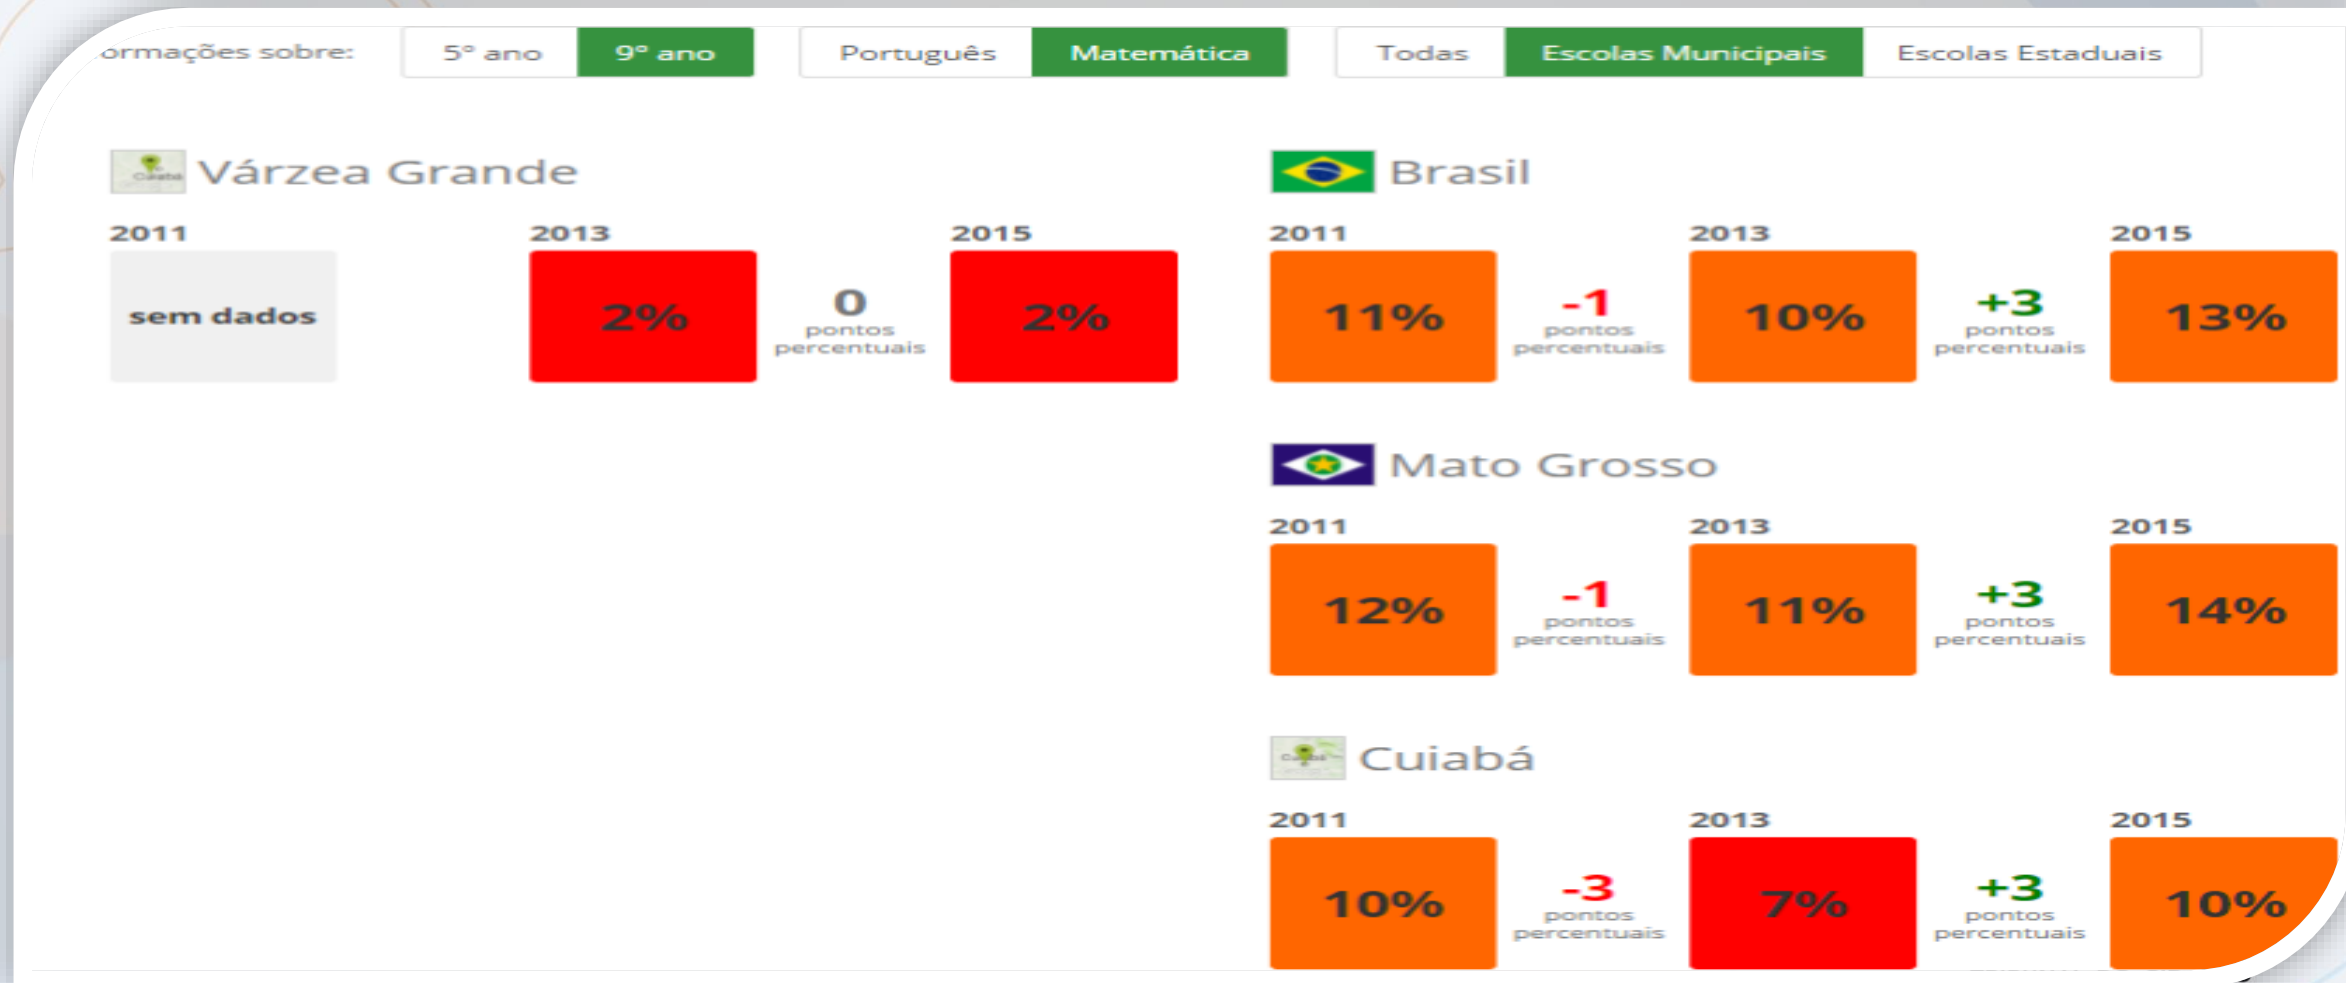 ormações sobre: 5º ano 9º ano Português Matemática Todas Escolas Municipais Escolas Estaduais
Várzea Grande
2011 2013 2015
sem dados 2% 0 pontos percentuais 2%
Brasil
2011 2013 2015
11% -1 pontos percentuais 10% +3 pontos percentuais 13%
Mato Grosso
2011 2013 2015
12% -1 pontos percentuais 11% +3 pontos percentuais 14%
Cuiabá
2011 2013 2015
10% -3 pontos percentuais 7% +3 pontos percentuais 10%